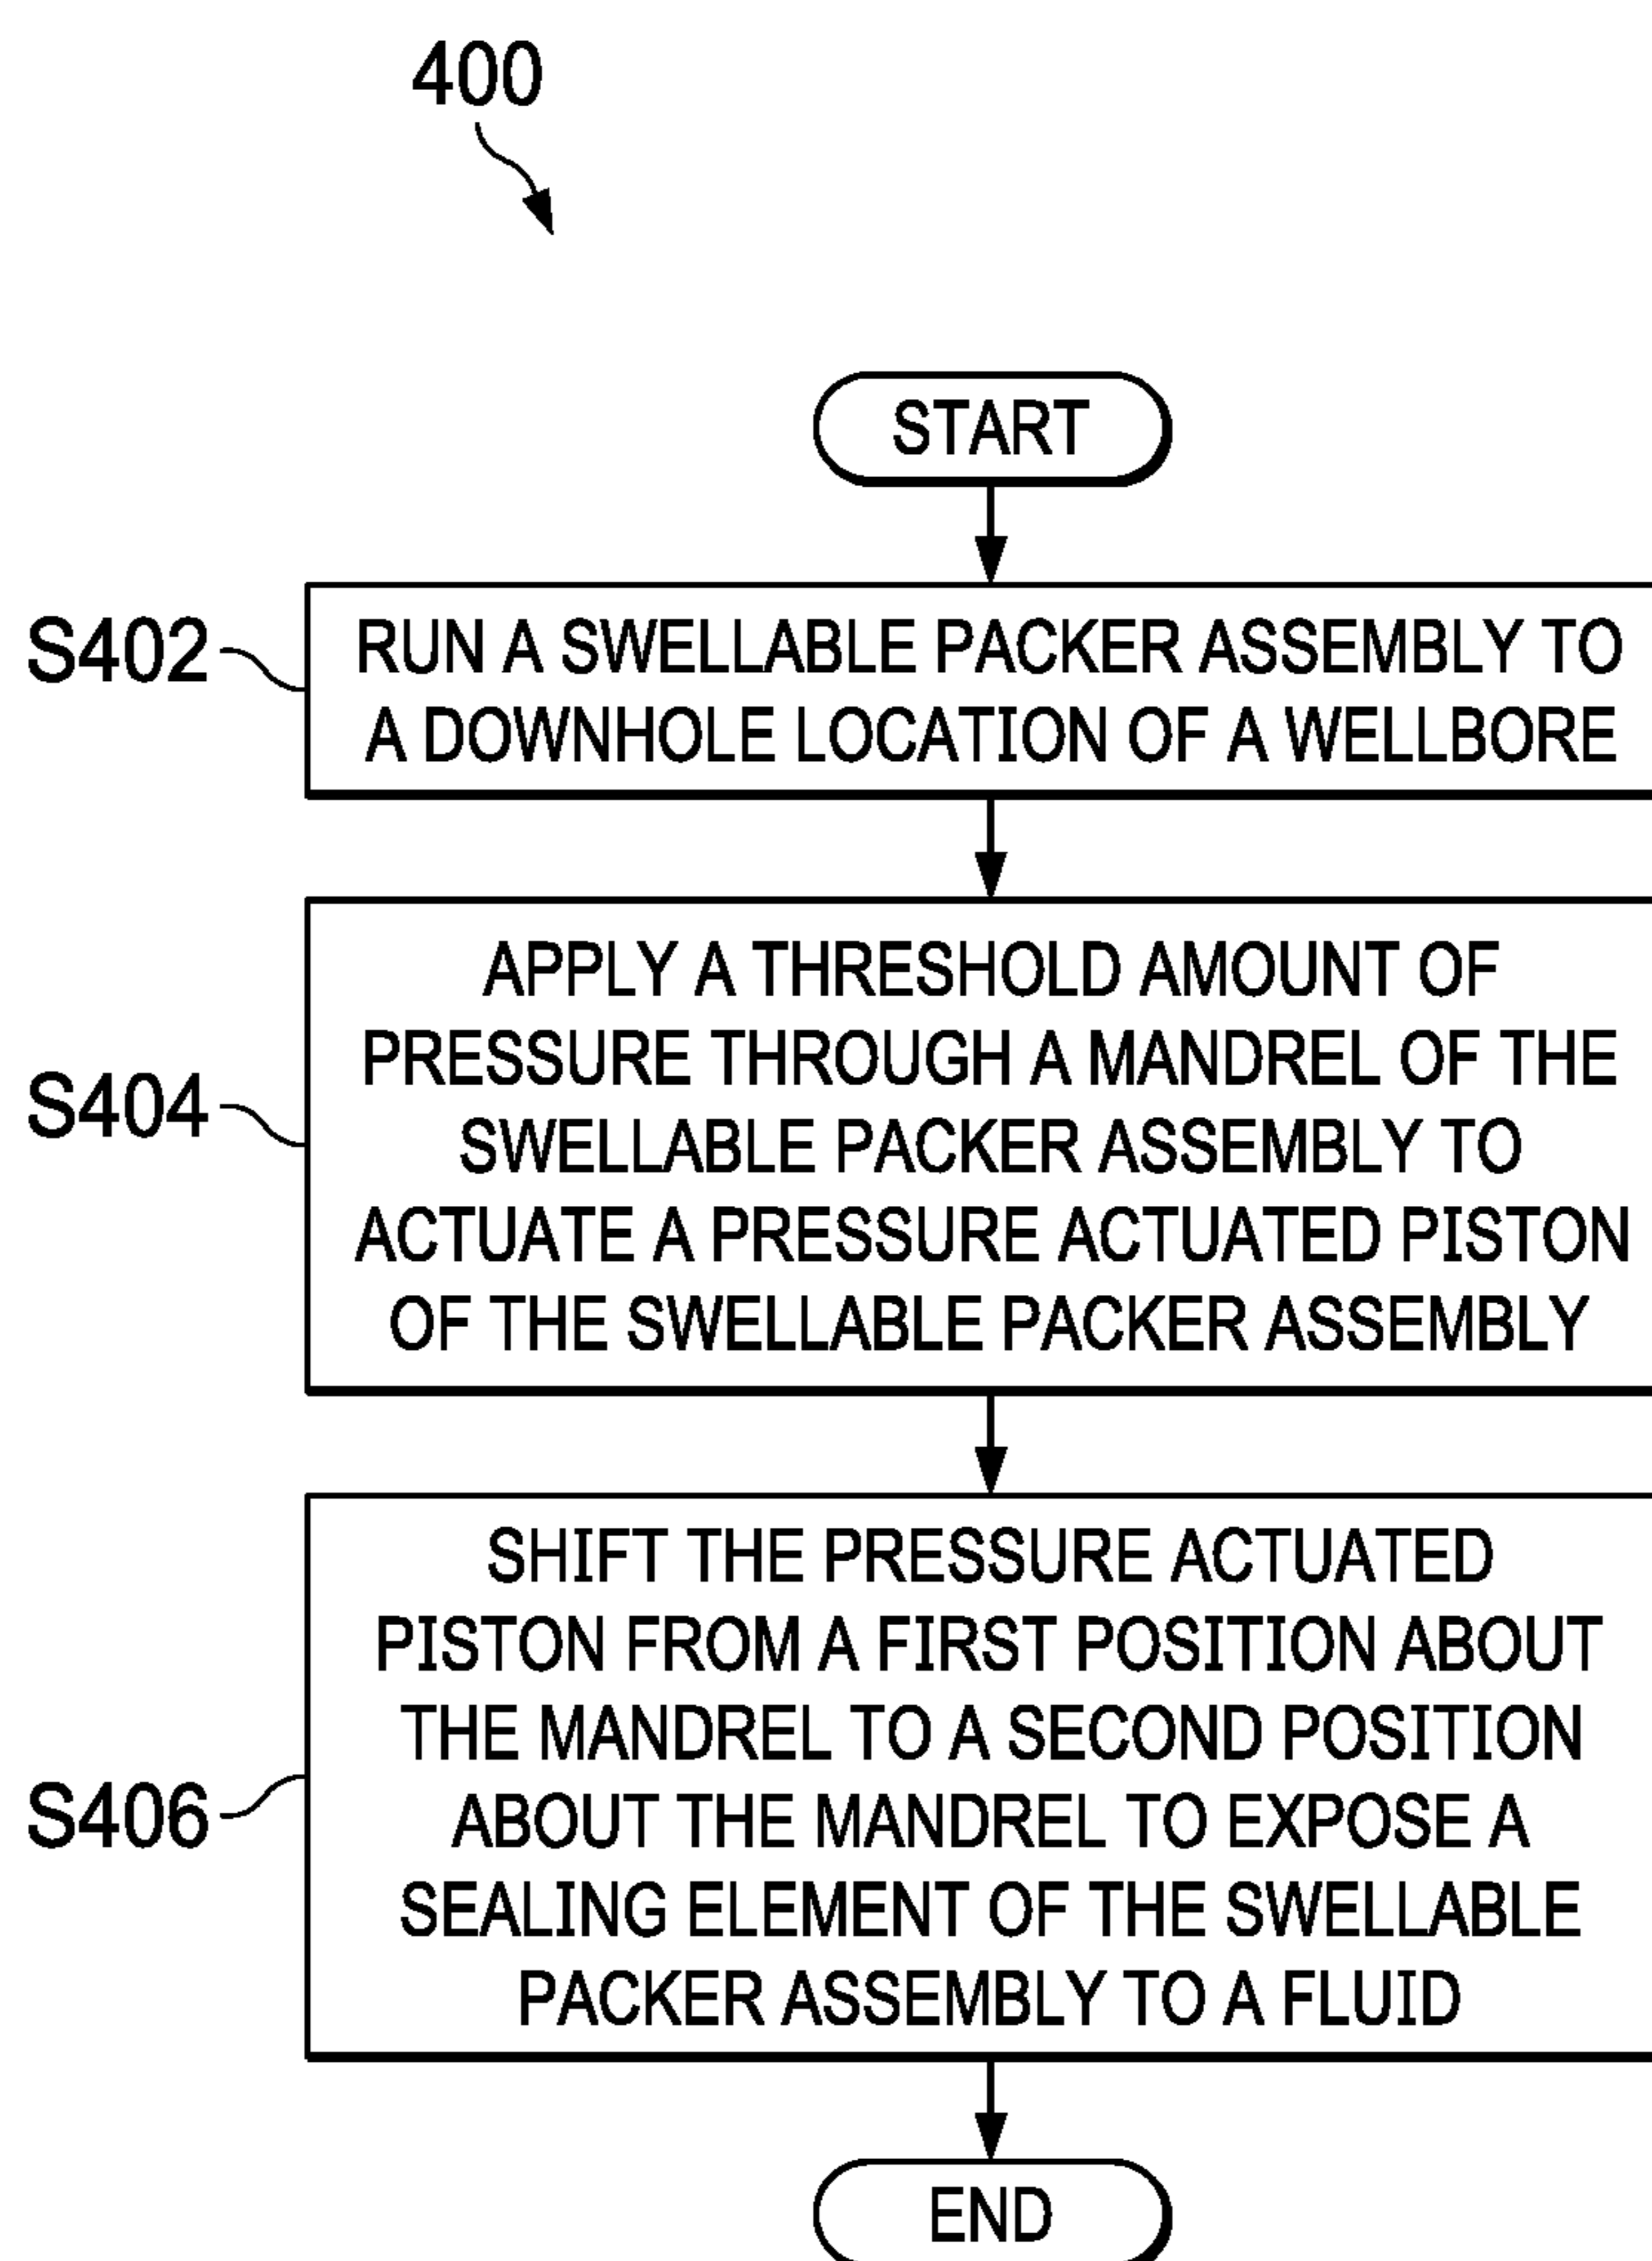 400
START
S402
RUN A SWELLABLE PACKER ASSEMBLY TO
A DOWNHOLE LOCATION OF A WELLBORE
S404
APPLY A THRESHOLD AMOUNT OF
PRESSURE THROUGH A MANDREL OF THE
SWELLABLE PACKER ASSEMBLY TO
ACTUATE A PRESSURE ACTUATED PISTON
OF THE SWELLABLE PACKER ASSEMBLY
S406
SHIFT THE PRESSURE ACTUATED
PISTON FROM A FIRST POSITION ABOUT
THE MANDREL TO A SECOND POSITION
ABOUT THE MANDREL TO EXPOSE A
SEALING ELEMENT OF THE SWELLABLE
PACKER ASSEMBLY TO A FLUID
END